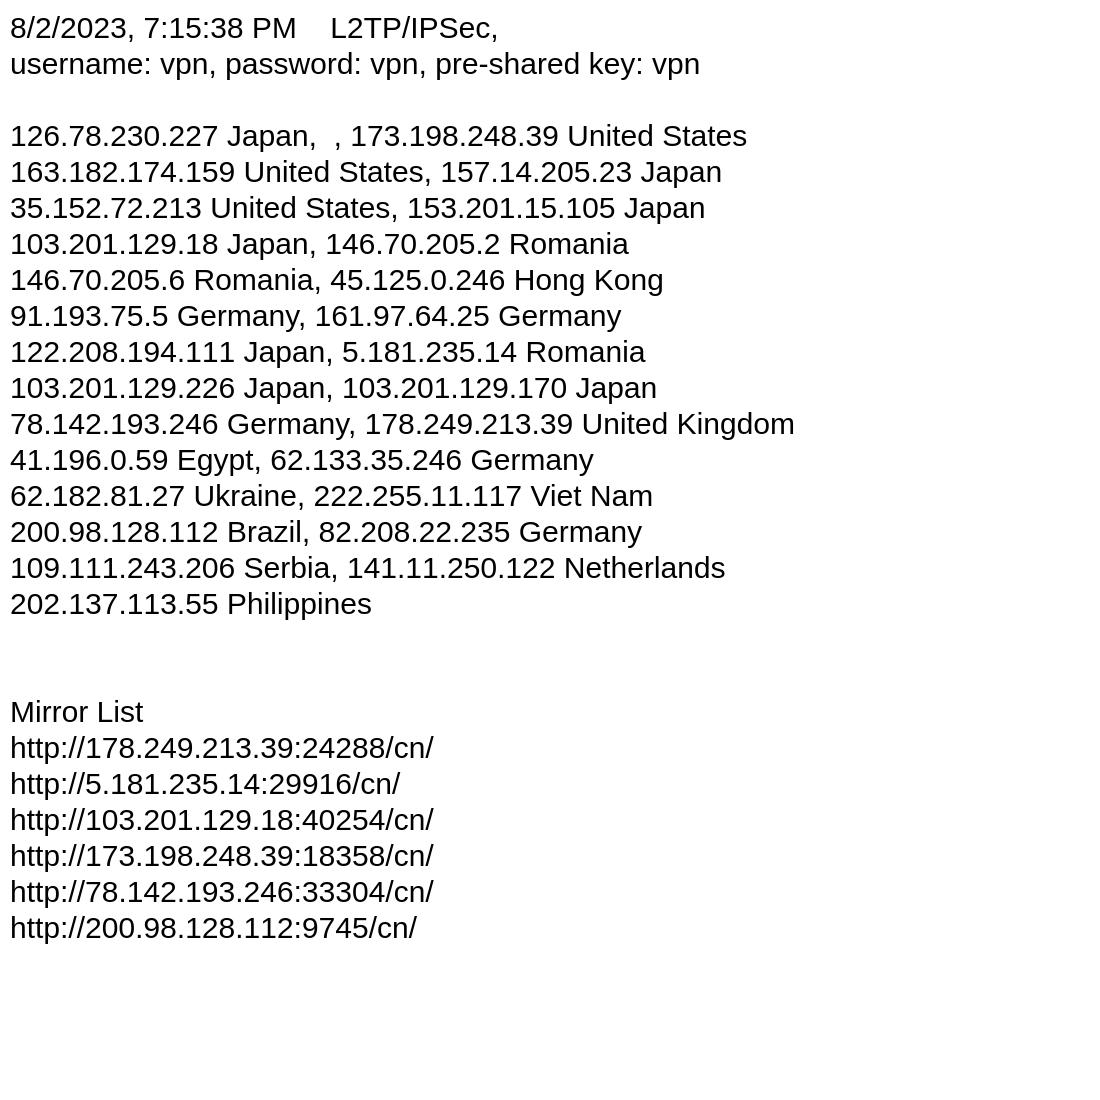 8/2/2023, 7:15:38 PM    L2TP/IPSec,
username: vpn, password: vpn, pre-shared key: vpn
126.78.230.227 Japan,  , 173.198.248.39 United States
163.182.174.159 United States, 157.14.205.23 Japan
35.152.72.213 United States, 153.201.15.105 Japan
103.201.129.18 Japan, 146.70.205.2 Romania
146.70.205.6 Romania, 45.125.0.246 Hong Kong
91.193.75.5 Germany, 161.97.64.25 Germany
122.208.194.111 Japan, 5.181.235.14 Romania
103.201.129.226 Japan, 103.201.129.170 Japan
78.142.193.246 Germany, 178.249.213.39 United Kingdom
41.196.0.59 Egypt, 62.133.35.246 Germany
62.182.81.27 Ukraine, 222.255.11.117 Viet Nam
200.98.128.112 Brazil, 82.208.22.235 Germany
109.111.243.206 Serbia, 141.11.250.122 Netherlands
202.137.113.55 Philippines
Mirror List
http://178.249.213.39:24288/cn/
http://5.181.235.14:29916/cn/
http://103.201.129.18:40254/cn/
http://173.198.248.39:18358/cn/
http://78.142.193.246:33304/cn/
http://200.98.128.112:9745/cn/